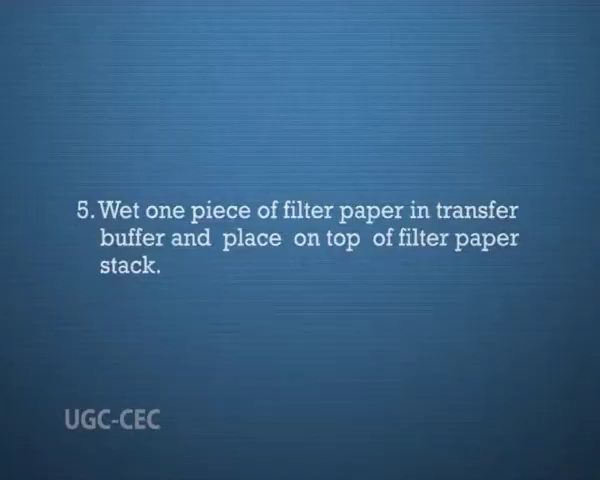 5. Wet one piece of filter paper in transfer
buffer and place on top of filter paper
stack.
UGC-CEC